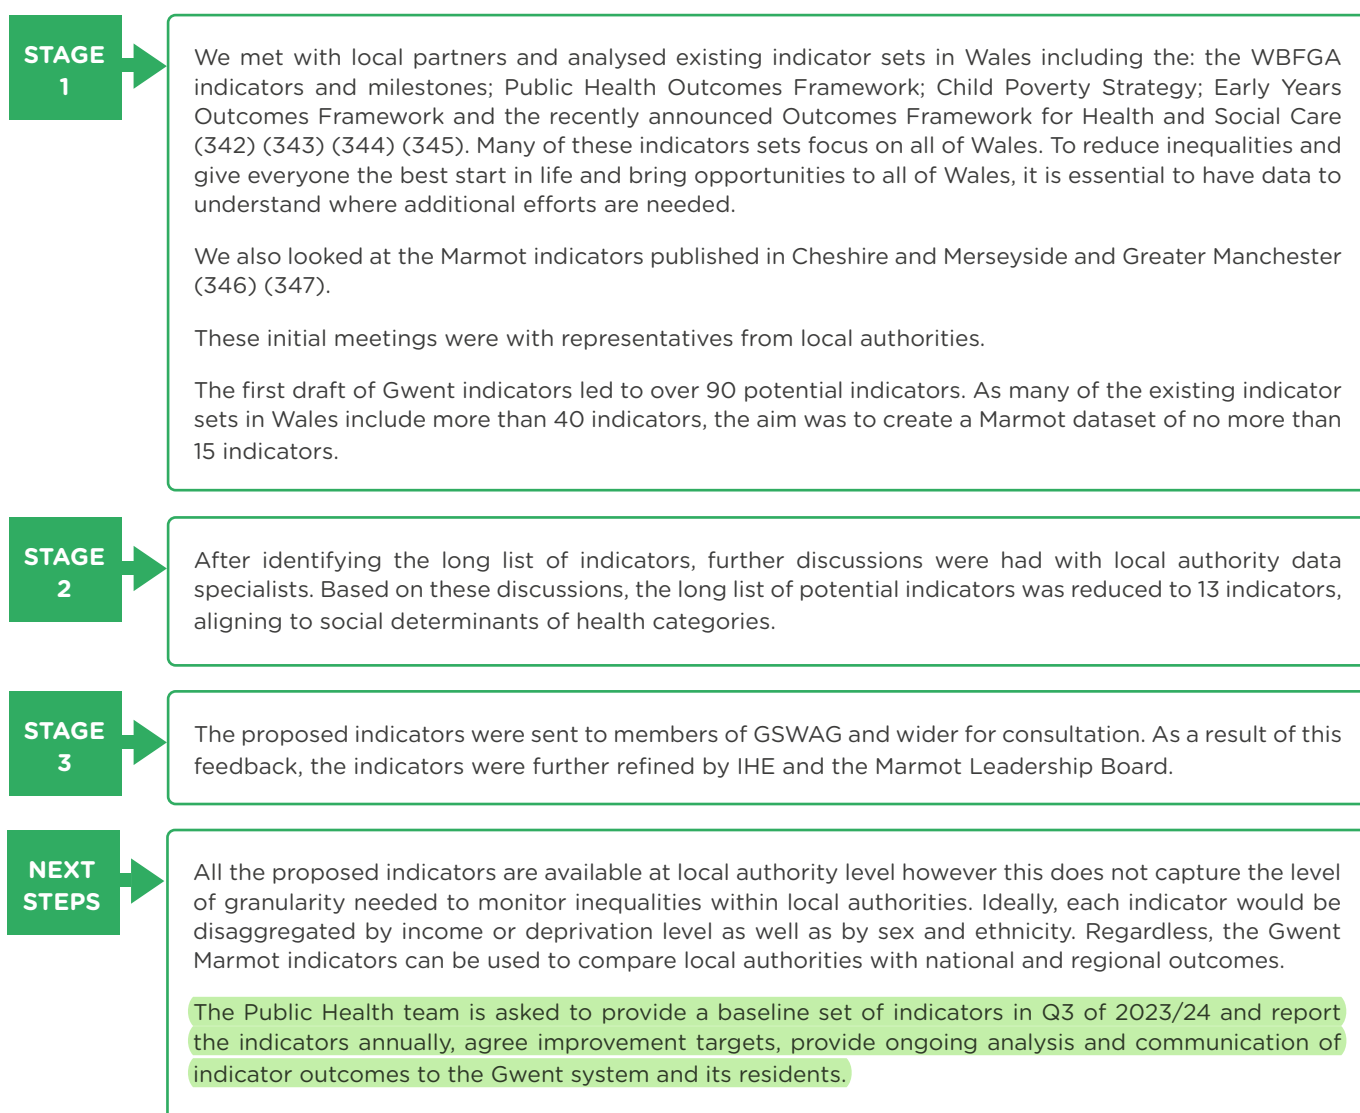 STAGE
1
We met with local partners and analysed existing indicator sets in Wales including the: the WBFGA
indicators and milestones; Public Health Outcomes Framework; Child Poverty Strategy; Early Years
Outcomes Framework and the recently announced Outcomes Framework for Health and Social Care
(342) (343) (344) (345). Many of these indicators sets focus on all of Wales. To reduce inequalities and
give everyone the best start in life and bring opportunities to all of Wales, it is essential to have data to
understand where additional efforts are needed.
We also looked at the Marmot indicators published in Cheshire and Merseyside and Greater Manchester
(346) (347).
These initial meetings were with representatives from local authorities.
The first draft of Gwent indicators led to over 90 potential indicators. As many of the existing indicator
sets in Wales include more than 40 indicators, the aim was to create a Marmot dataset of no more than
15 indicators.
STAGE
2
After identifying the long list of indicators, further discussions were had with local authority data
specialists. Based on these discussions, the long list of potential indicators was reduced to 13 indicators,
aligning to social determinants of health categories.
STAGE
3
The proposed indicators were sent to members of GSWAG and wider for consultation. As a result of this
feedback, the indicators were further refined by IHE and the Marmot Leadership Board.
NEXT
STEPS
All the proposed indicators are available at local authority level however this does not capture the level
of granularity needed to monitor inequalities within local authorities. Ideally, each indicator would be
disaggregated by income or deprivation level as well as by sex and ethnicity. Regardless, the Gwent
Marmot indicators can be used to compare local authorities with national and regional outcomes.
The Public Health team is asked to provide a baseline set of indicators in Q3 of 2023/24 and report
the indicators annually, agree improvement targets, provide ongoing analysis and communication of
indicator outcomes to the Gwent system and its residents.